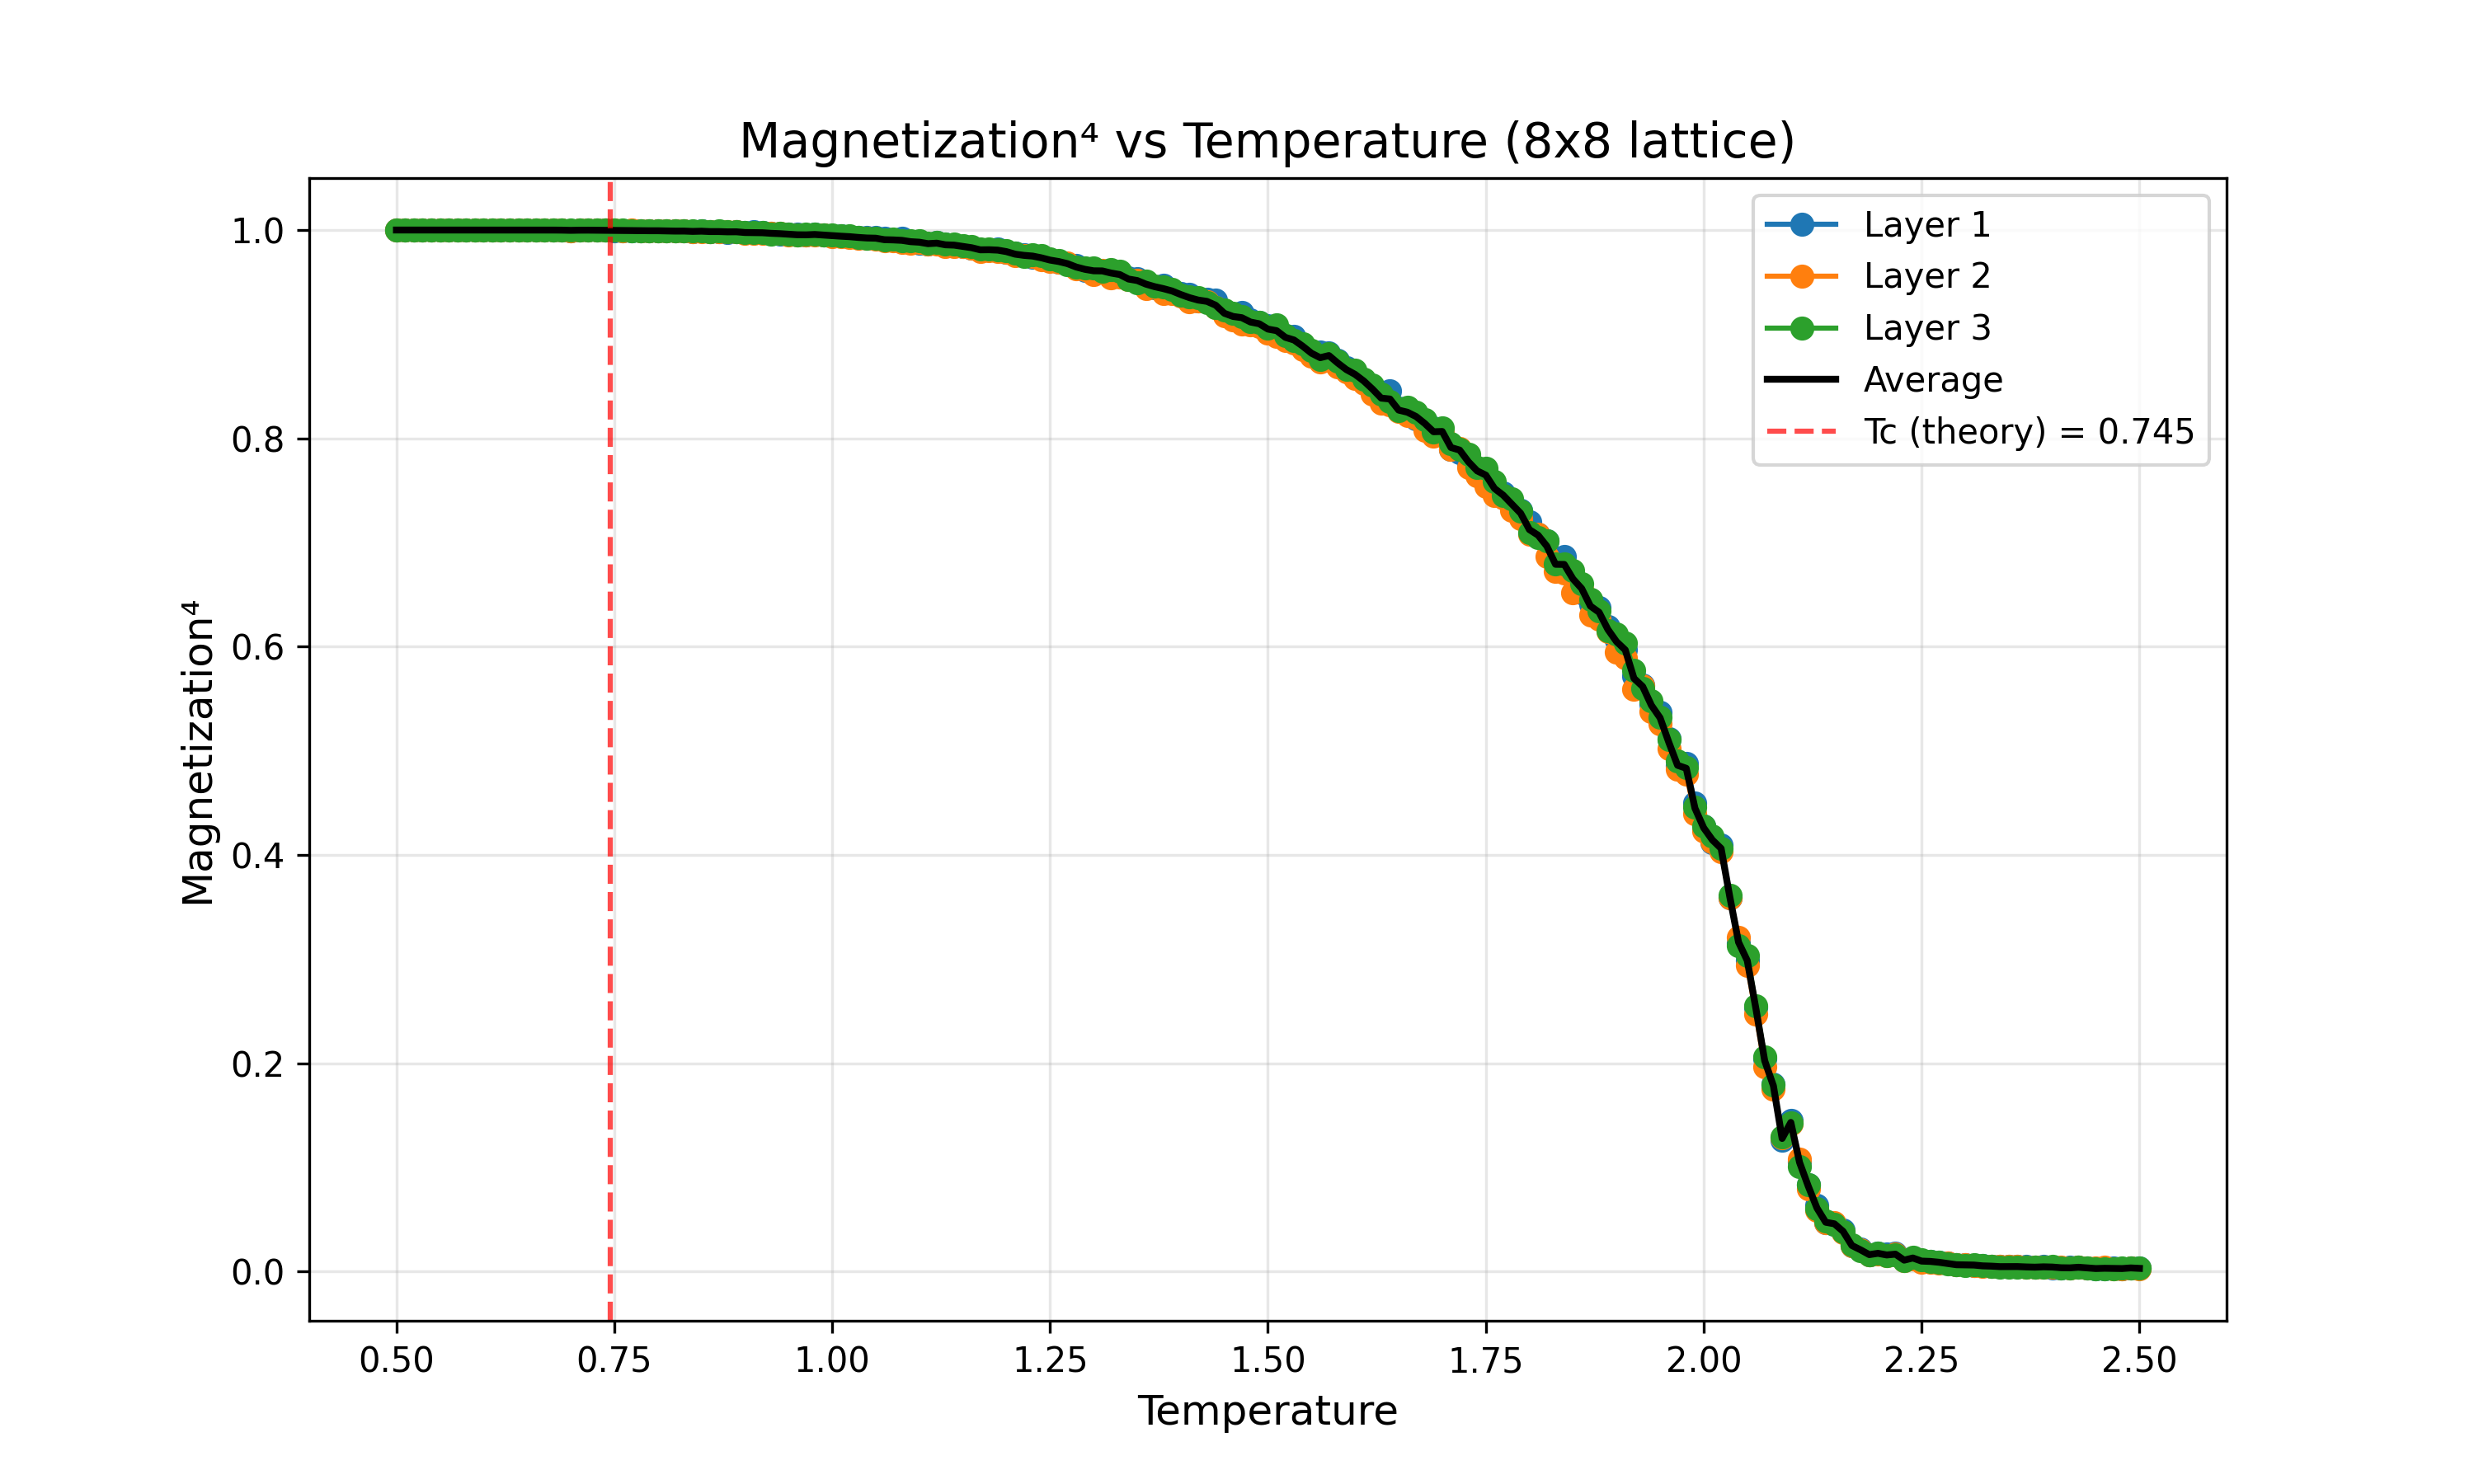 Magnetization⁴ vs Temperature (8x8 lattice)
Layer 1
Layer 2
Layer 3
Average
Tc (theory) = 0.745
Magnetization⁴
1.0
0.8
0.6
0.4
0.2
0.0
0.50 0.75 1.00 1.25 1.50 1.75 2.00 2.25 2.50
Temperature